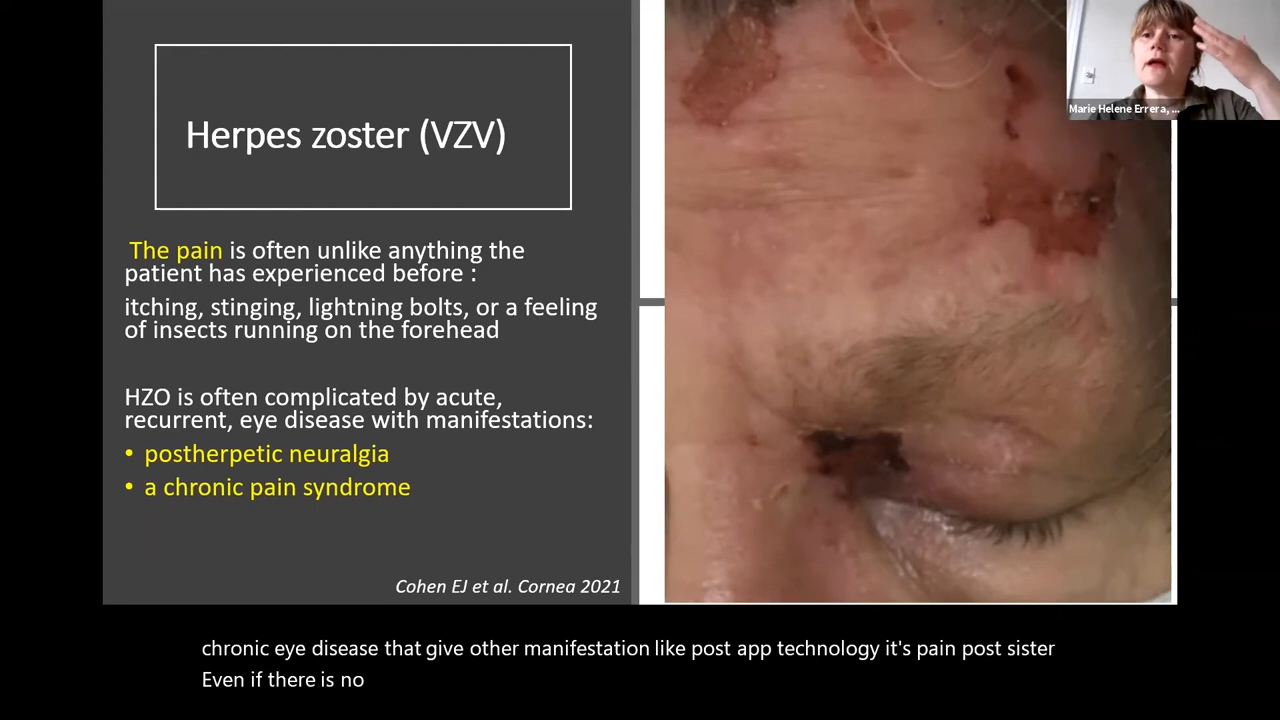 Herpes zoster (VZV)
The pain is often unlike anything the
patient has experienced before :
itching, stinging, lightning bolts, or a feeling
of insects running on the forehead
HZO is often complicated by acute,
recurrent, eye disease with manifestations:
• postherpetic neuralgia
• a chronic pain syndrome
Cohen EJ et al. Cornea 2021
Marie Helene Errera, ...
chronic eye disease that give other manifestation like post app technology it's pain post sister
Even if there is no